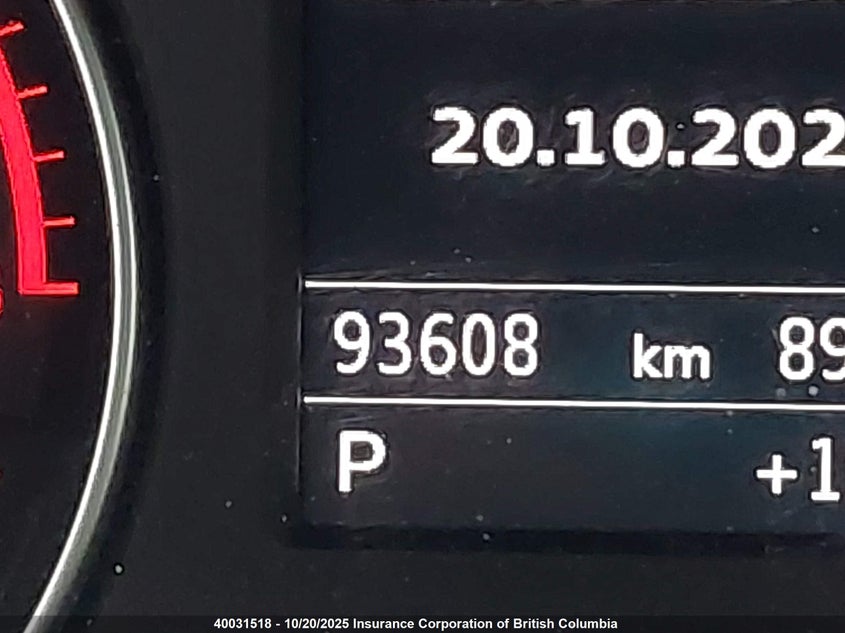 20.10.202
93608 km 89
P +1
40031518 - 10/20/2025 Insurance Corporation of British Columbia